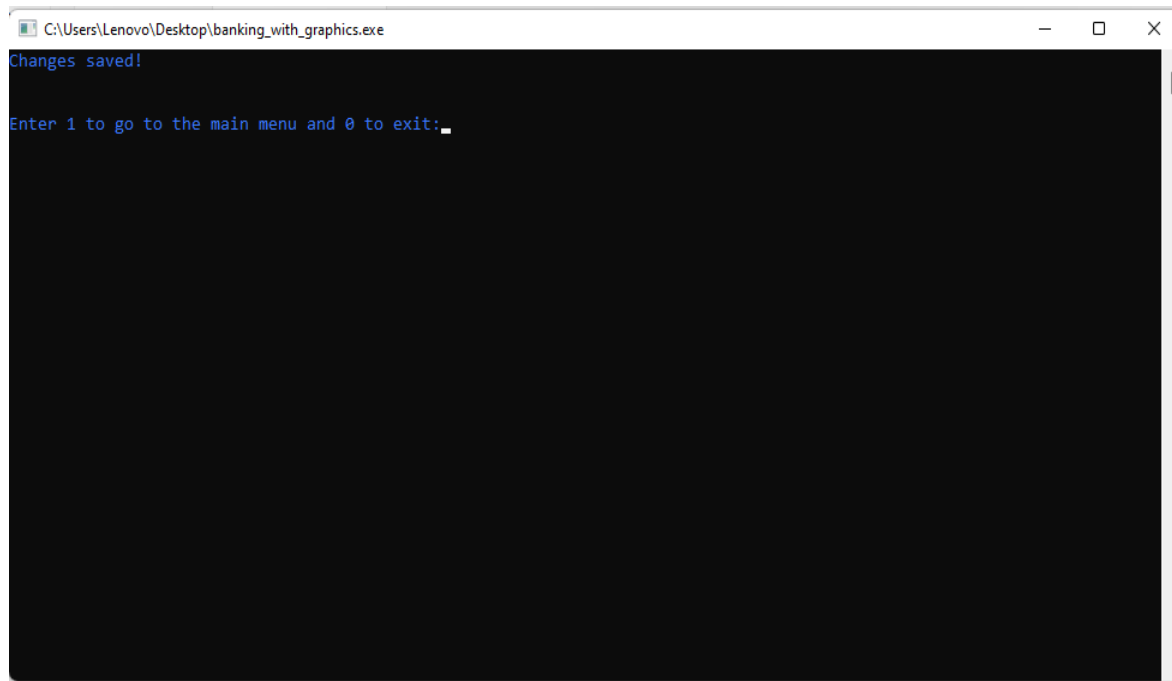 C:\Users\Lenovo\Desktop\banking_with_graphics.exe
Changes saved!
Enter 1 to go to the main menu and 0 to exit: